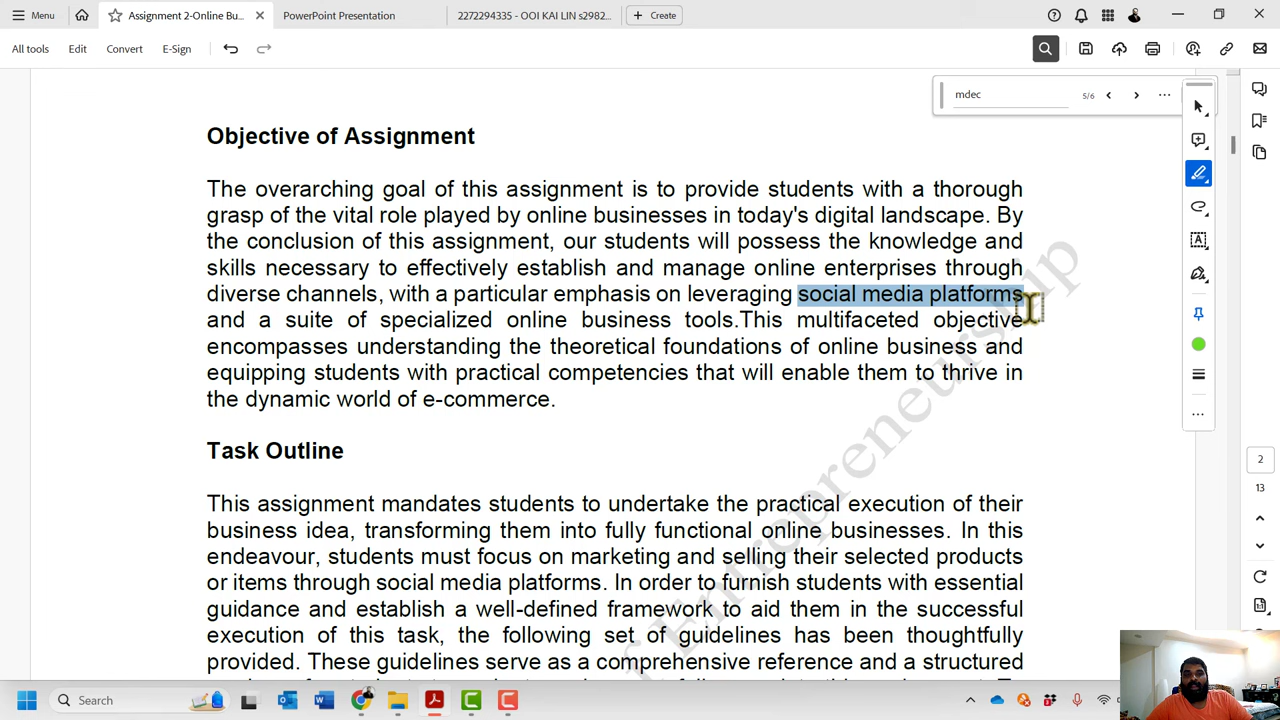 Menu
Assignment 2-Online Bu...
PowerPoint Presentation
2272294335 - OOI KAI LIN s2982...
+ Create
All tools
Edit
Convert
E-Sign
mdec
5/6
Objective of Assignment
The overarching goal of this assignment is to provide students with a thorough
grasp of the vital role played by online businesses in today's digital landscape. By
the conclusion of this assignment, our students will possess the knowledge and
skills necessary to effectively establish and manage online enterprises through
diverse channels, with a particular emphasis on leveraging social media platforms
and a suite of specialized online business tools.This multifaceted objective
encompasses understanding the theoretical foundations of online business and
equipping students with practical competencies that will enable them to thrive in
the dynamic world of e-commerce.
Task Outline
This assignment mandates students to undertake the practical execution of their
business idea, transforming them into fully functional online businesses. In this
endeavour, students must focus on marketing and selling their selected products
or items through social media platforms. In order to furnish students with essential
guidance and establish a well-defined framework to aid them in the successful
execution of this task, the following set of guidelines has been thoughtfully
provided. These guidelines serve as a comprehensive reference and a structured
f Entrepreneurship
2
13
Search